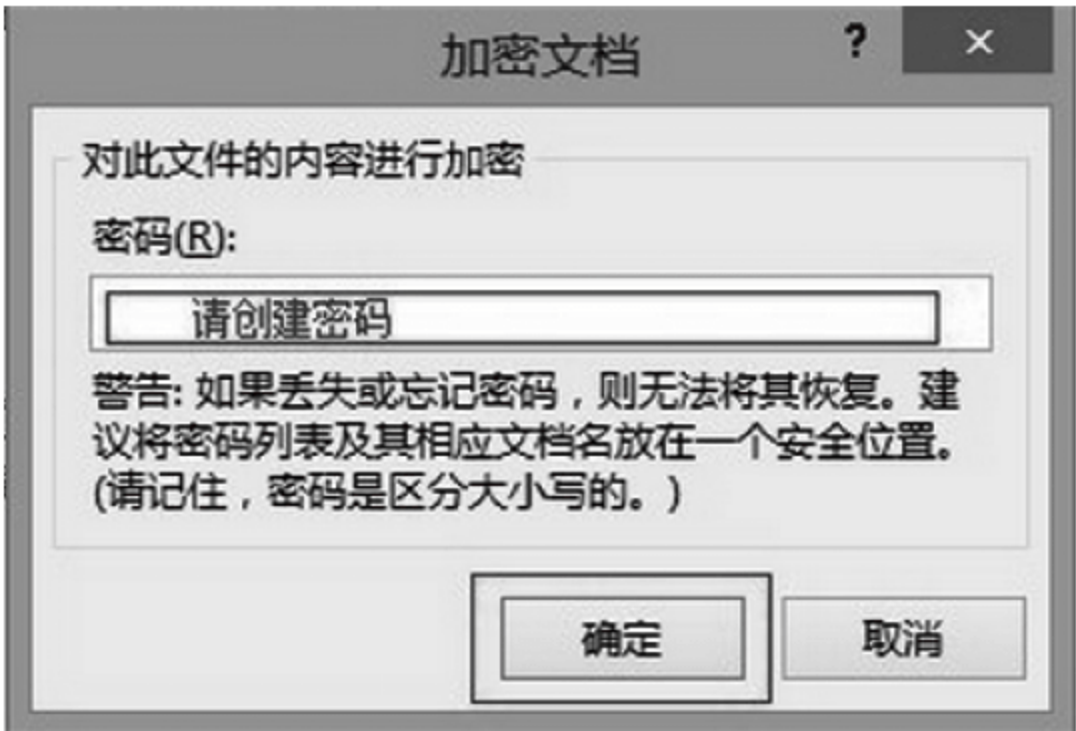 加密文档
? ×
对此文件的内容进行加密
密码(R):
请创建密码
警告: 如果丢失或忘记密码，则无法将其恢复。建
议将密码列表及其相应文档名放在一个安全位置。
(请记住，密码是区分大小写的。)
确定 取消